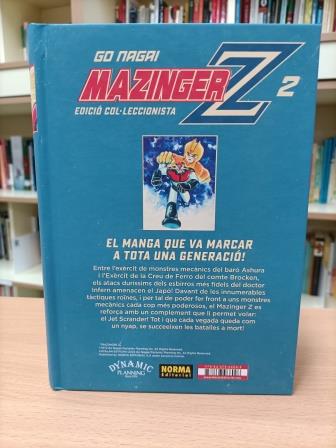 GO NAGAI
MAZINGER Z 2
EDICIÓ COL·LECCIONISTA
EL MANGA QUE VA MARCAR
A TOTA UNA GENERACIÓ!
Entre l'exèrcit de monstres mecànics del baró Ashura
i l'Exèrcit de la Creu de Ferro del comte Brocken,
els atacs duríssims dels esbirros més fidels del doctor
Infern amenacen el Japó! Davant de les innumerables
tàctiques roïnes, i per tal de poder fer front a uns monstres
mecànics cada cop més poderosos, el Mazinger Z es
reforça amb un complement que li permet volar:
el Jet Scrander! Tot i que cada vegada queda com
un nyap, se succeeixen les batalles a mort!
DYNAMIC
PLANNING
NORMA
Editorial